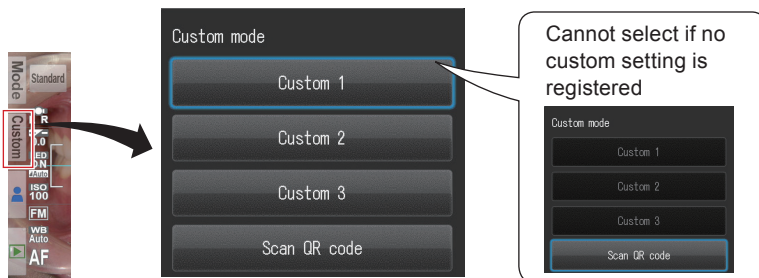 Mode
Standard
Custom
R
0.0
ED
ON
Auto
ISO
100
FM
WB
Auto
AF
Custom mode
Custom 1
Custom 2
Custom 3
Scan QR code
Cannot select if no
custom setting is
registered
Custom mode
Custom 1
Custom 2
Custom 3
Scan QR code